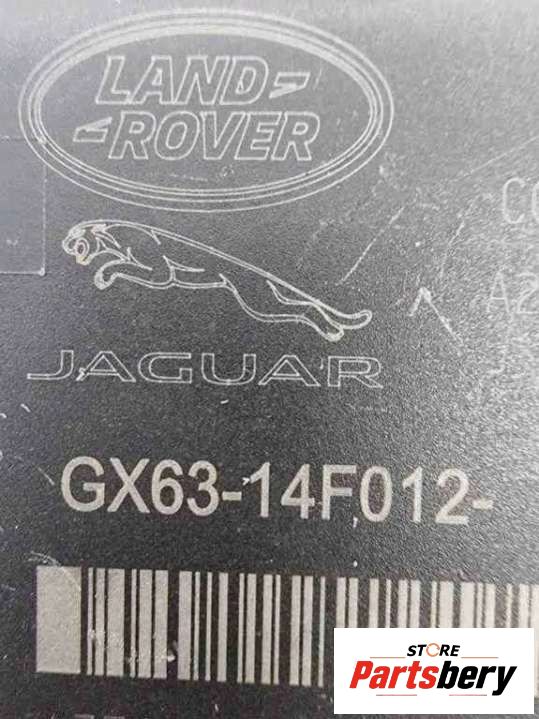 LAND
ROVER
JAGUAR
GX63-14F012-
STORE
Partsbery